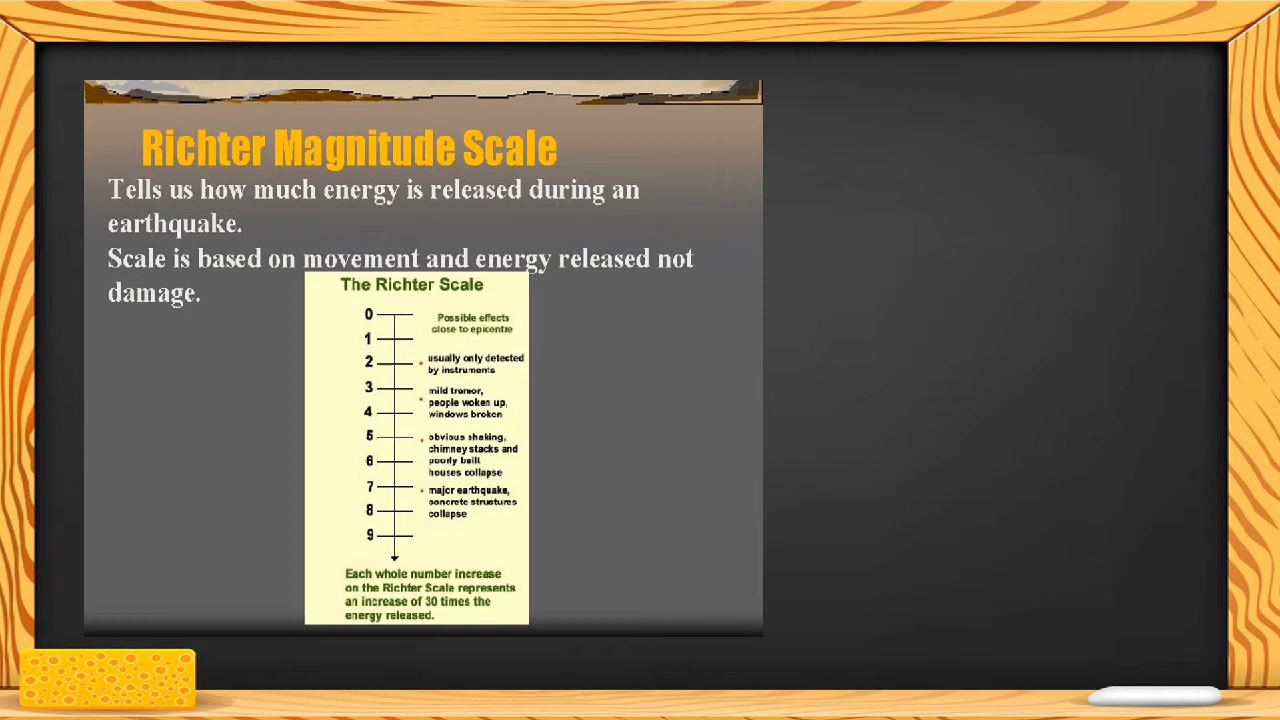 Richter Magnitude Scale
Tells us how much energy is released during an
earthquake.
Scale is based on movement and energy released not
damage.
The Richter Scale
0
Possible effects
close to epicentre
1
2
usually only detected
by instruments
3
mild tremor,
people woken up,
windows broken
4
5
obvious shaking,
chimney stacks and
poorly built
houses collapse
6
7
major earthquake,
concrete structures
collapse
8
9
Each whole number increase
on the Richter Scale represents
an increase of 30 times the
energy released.